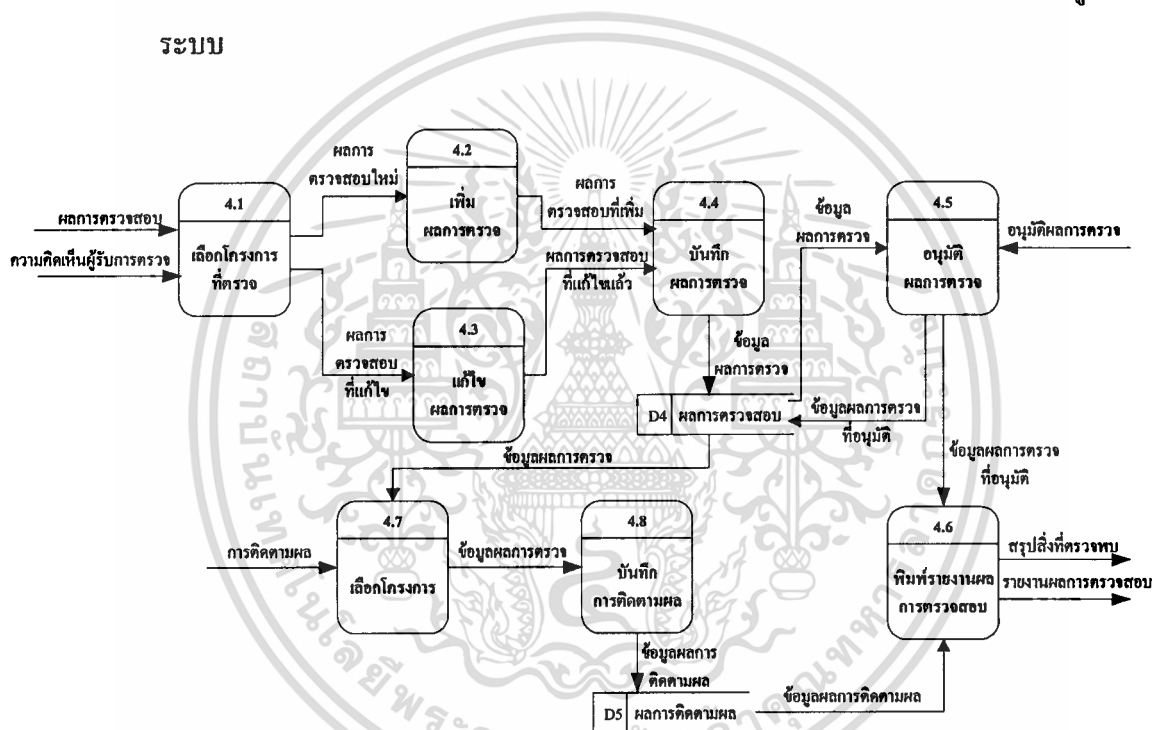 ระบบ
4.1
เลือกโครงการ
ที่ตรวจ
ผลการตรวจสอบ
ความคิดเห็นผู้รับการตรวจ
ผลการ
ตรวจสอบใหม่
4.2
เพิ่ม
ผลการตรวจ
ผลการ
ตรวจสอบที่เพิ่ม
ผลการ
ตรวจสอบ
ที่แก้ไข
4.3
แก้ไข
ผลการตรวจ
ผลการตรวจสอบ
ที่แก้ไขแล้ว
4.4
บันทึก
ผลการตรวจ
ข้อมูล
ผลการตรวจ
D4 ผลการตรวจสอบ
ข้อมูล
ผลการตรวจ
4.5
อนุมัติ
ผลการตรวจ
อนุมัติผลการตรวจ
ข้อมูลผลการตรวจ
ที่อนุมัติ
ข้อมูลผลการตรวจ
ที่อนุมัติ
4.6
พิมพ์รายงานผล
การตรวจสอบ
สรุปสิ่งที่ตรวจพบ
รายงานผลการตรวจสอบ
ข้อมูลผลการตรวจ
การติดตามผล
4.7
เลือกโครงการ
ข้อมูลผลการตรวจ
4.8
บันทึก
การติดตามผล
ข้อมูลผลการ
ติดตามผล
D5 ผลการติดตามผล
ข้อมูลผลการติดตามผล